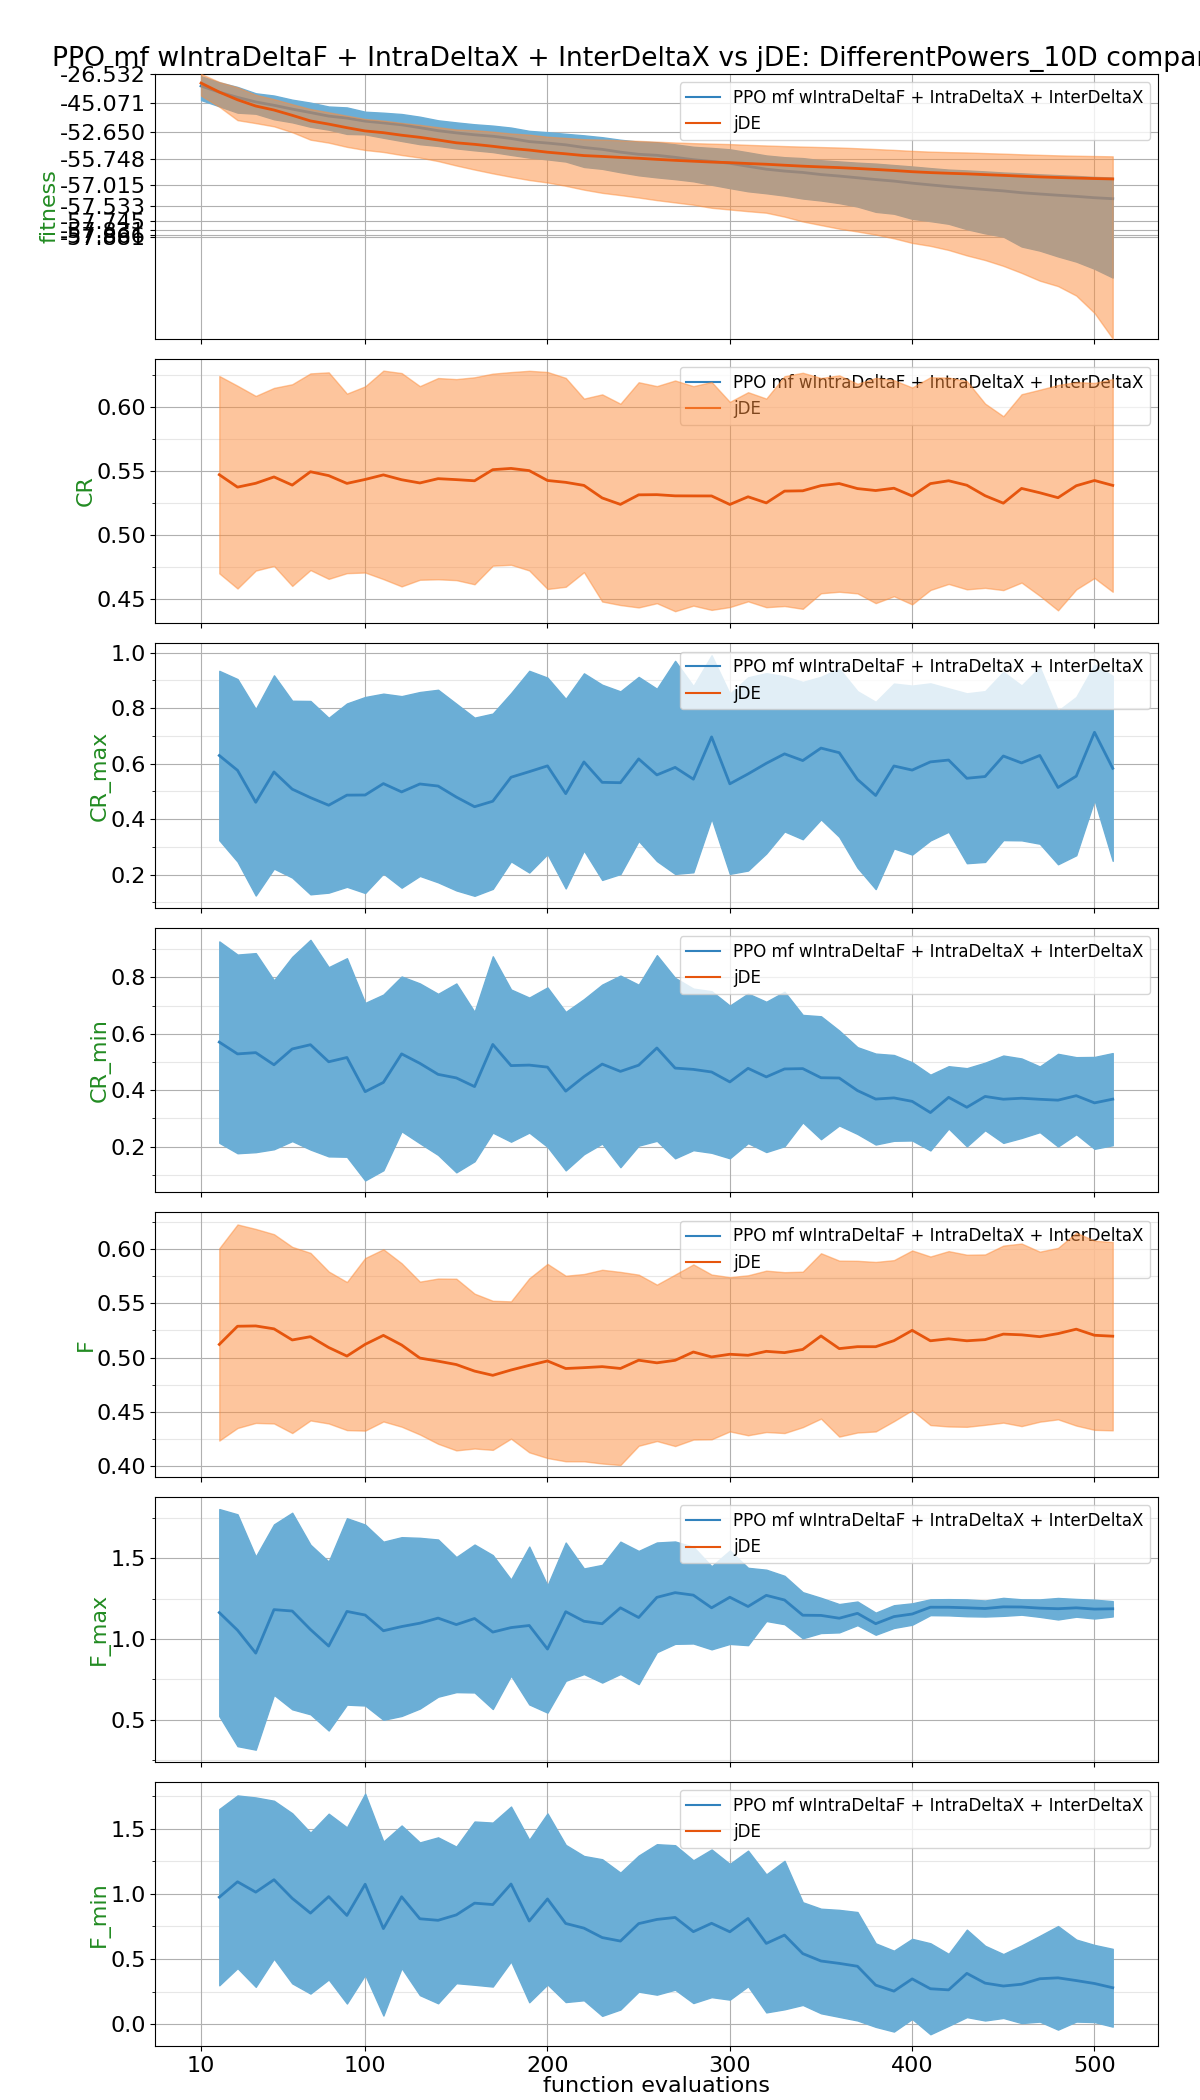 PPO mf wIntraDeltaF + IntraDeltaX + InterDeltaX vs jDE: DifferentPowers_10D compar
-26.532
-45.071
-52.650
-55.748
-57.015
-57.533
-57.745
fitness
PPO mf wIntraDeltaF + IntraDeltaX + InterDeltaX
jDE
0.60
0.55
0.50
0.45
CR
PPO mf wIntraDeltaF + IntraDeltaX + InterDeltaX
jDE
1.0
0.8
0.6
0.4
0.2
CR_max
PPO mf wIntraDeltaF + IntraDeltaX + InterDeltaX
jDE
0.8
0.6
0.4
0.2
CR_min
PPO mf wIntraDeltaF + IntraDeltaX + InterDeltaX
jDE
0.60
0.55
0.50
0.45
0.40
F
PPO mf wIntraDeltaF + IntraDeltaX + InterDeltaX
jDE
1.5
1.0
0.5
F_max
PPO mf wIntraDeltaF + IntraDeltaX + InterDeltaX
jDE
1.5
1.0
0.5
0.0
F_min
PPO mf wIntraDeltaF + IntraDeltaX + InterDeltaX
jDE
10 100 200 300 400 500
function evaluations